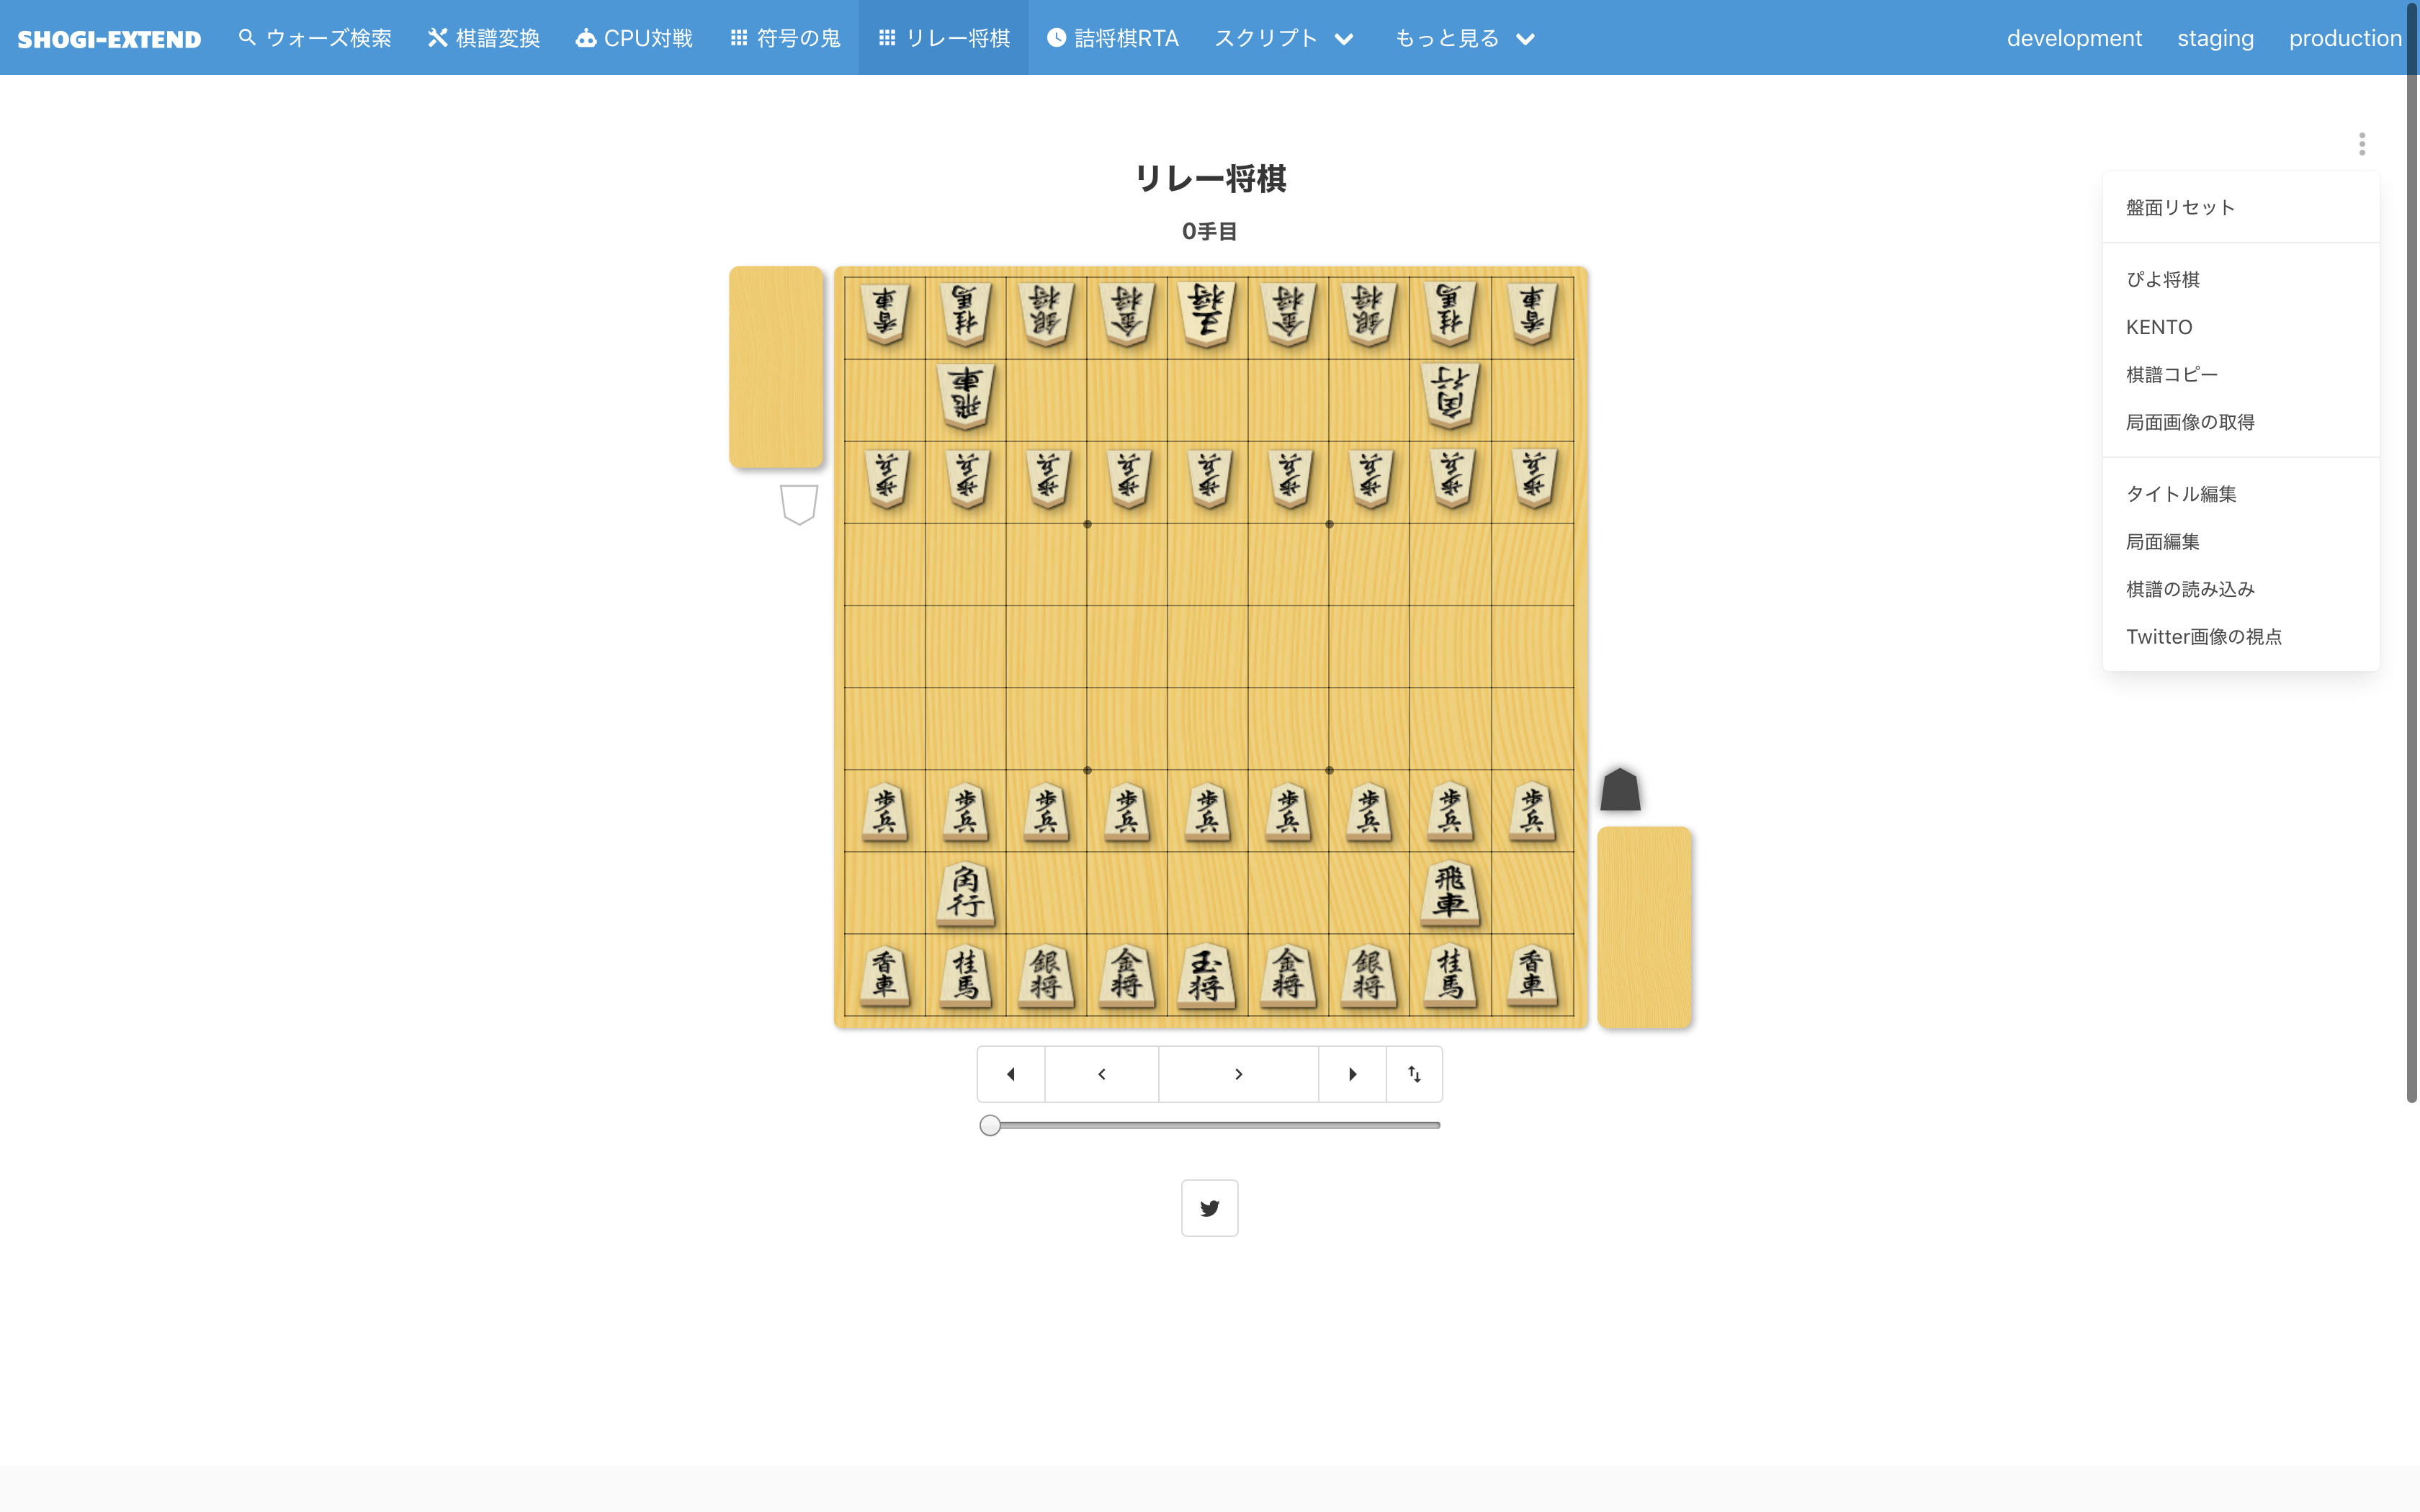 SHOGI-EXTEND ウォーズ検索 棋譜変換 CPU対戦 符号の鬼 リレー将棋 詰将棋RTA スクリプト もっと見る development staging production
リレー将棋
0手目
盤面リセット
ぴよ将棋
KENTO
棋譜コピー
局面画像の取得
タイトル編集
局面編集
棋譜の読み込み
Twitter画像の視点
香車 桂馬 銀将 金将 王将 金将 銀将 桂馬 香車
飛車 角行
歩兵 歩兵 歩兵 歩兵 歩兵 歩兵 歩兵 歩兵 歩兵
歩兵 歩兵 歩兵 歩兵 歩兵 歩兵 歩兵 歩兵 歩兵
角行 飛車
香車 桂馬 銀将 金将 玉将 金将 銀将 桂馬 香車